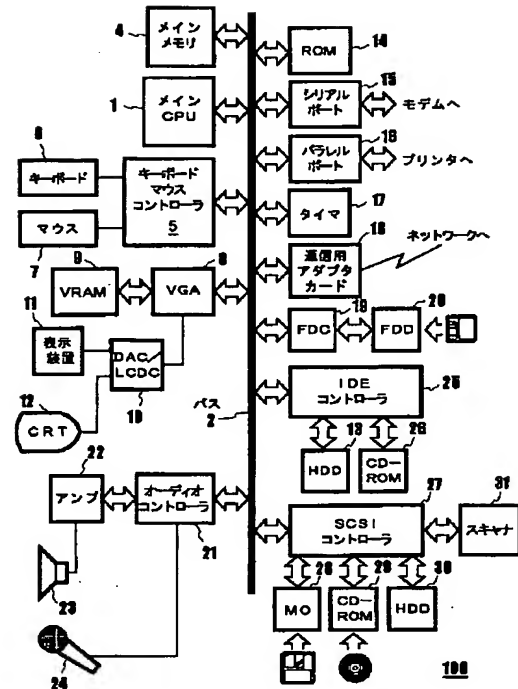 4
メイン
メモリ
1
メイン
CPU
6
キーボード
マウス
7
キーボード
マウス
コントローラ
5
9
VRAM
8
VGA
11
表示
装置
DAC/
LCDC
10
12
CRT
バス
2
22
アンプ
オーディオ
コントローラ
21
23
24
ROM
14
15
シリアル
ポート
モデムへ
16
パラレル
ポート
プリンタへ
17
タイマ
18
通信用
アダプタ
カード
ネットワークへ
19
FDC
20
FDD
IDE
コントローラ
25
13
HDD
26
CD-
ROM
27
SCSI
コントローラ
31
スキャナ
28
MO
29
CD-
ROM
30
HDD
100